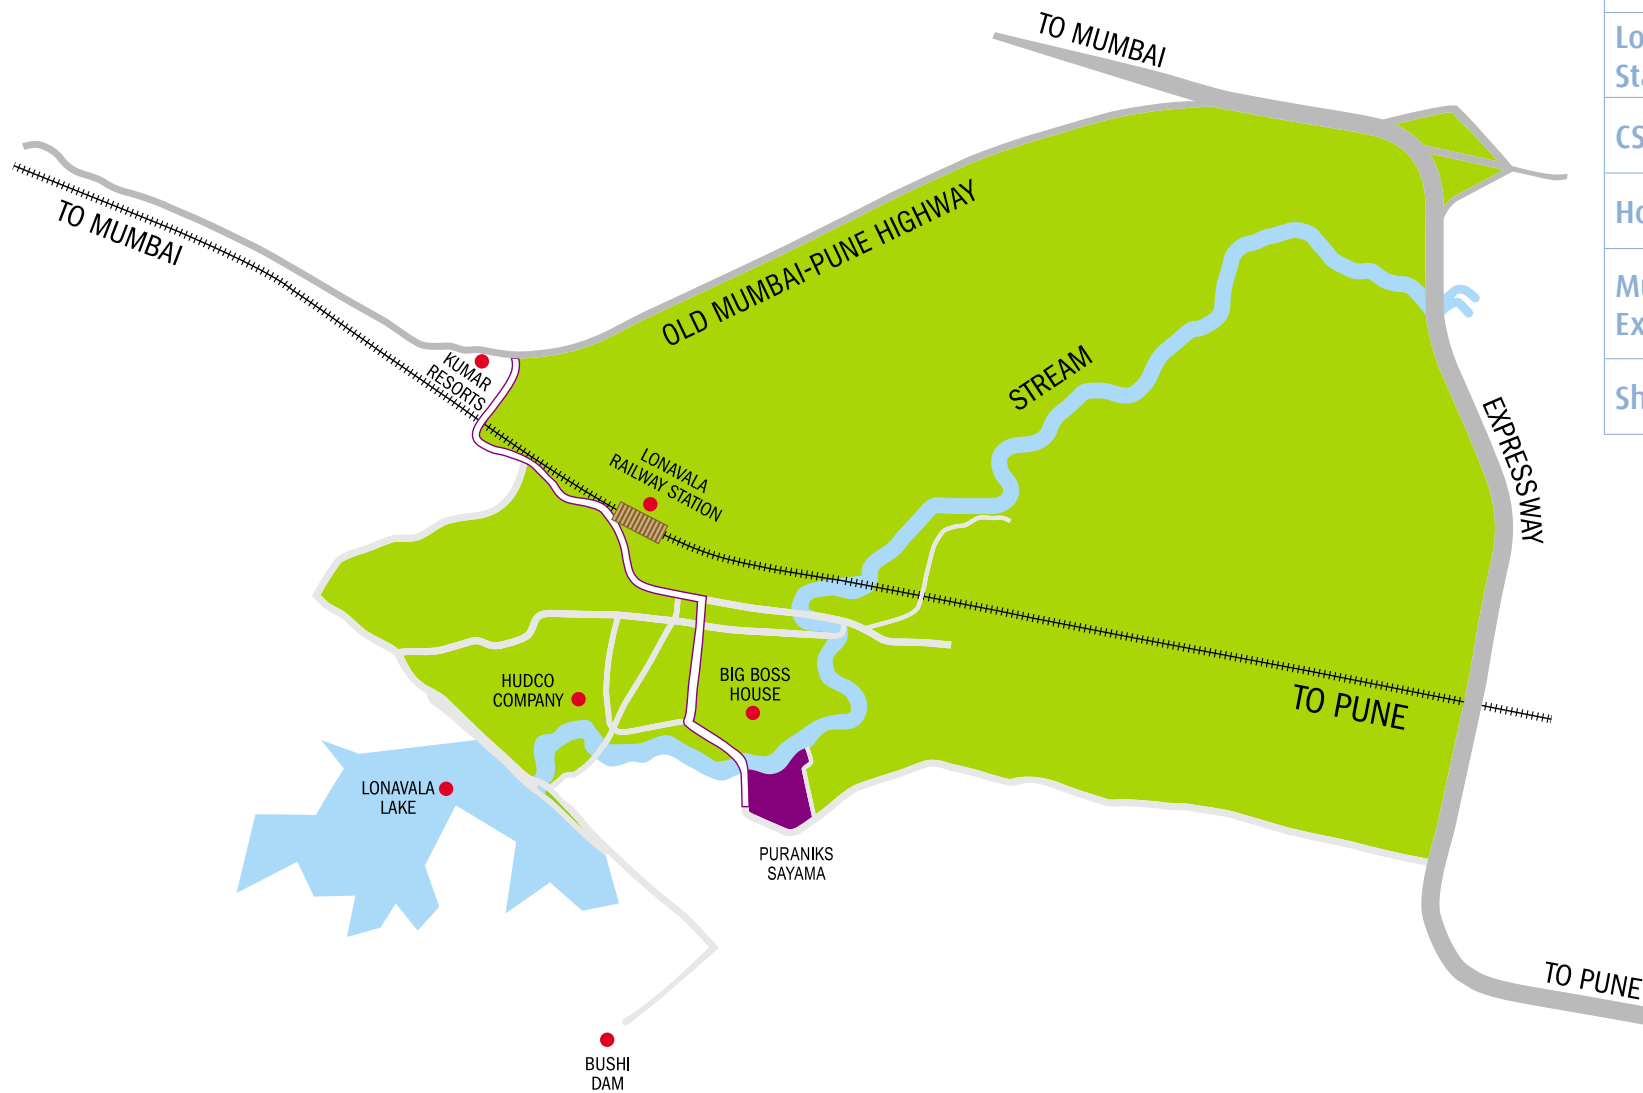 TO MUMBAI
TO MUMBAI
OLD MUMBAI-PUNE HIGHWAY
STREAM
EXPRESSWAY
KUMAR
RESORTS
LONAVALA
RAILWAY STATION
HUDCO
COMPANY
BIG BOSS
HOUSE
TO PUNE
LONAVALA
LAKE
PURANIKS
SAYAMA
TO PUNE
BUSHI
DAM